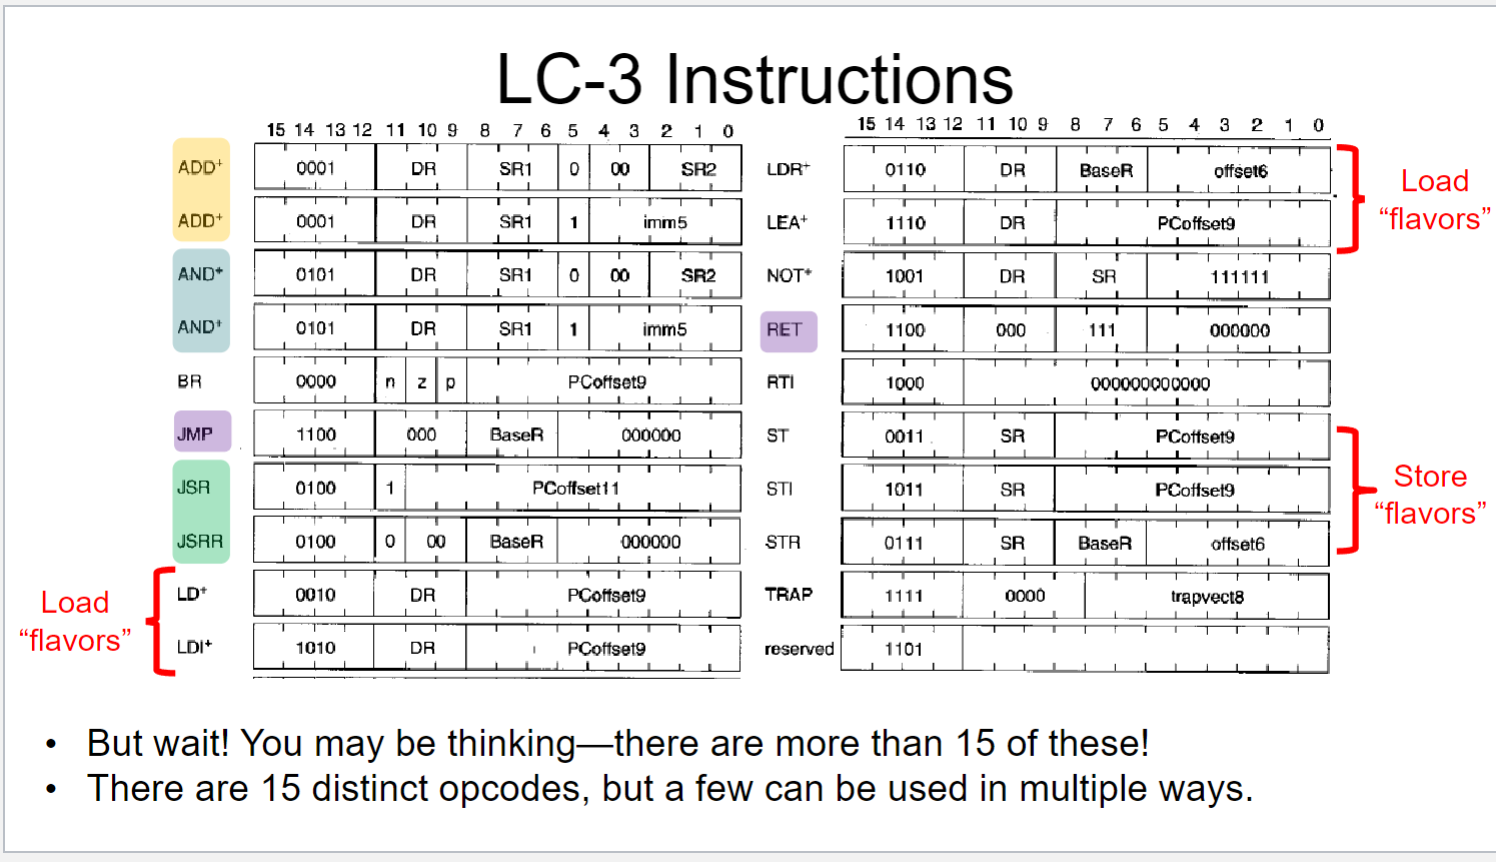 LC-3 Instructions
15 14 13 12 11 10 9 8 7 6 5 4 3 2 1 0
ADD+ 0001 DR SR1 0 00 SR2
ADD+ 0001 DR SR1 1 imm5
AND+ 0101 DR SR1 0 00 SR2
AND+ 0101 DR SR1 1 imm5
BR 0000 n z p PCoffset9
JMP 1100 000 BaseR 000000
JSR 0100 1 PCoffset11
JSRR 0100 0 00 BaseR 000000
LD+ 0010 DR PCoffset9
LDI+ 1010 DR PCoffset9
Load
“flavors”
15 14 13 12 11 10 9 8 7 6 5 4 3 2 1 0
LDR+ 0110 DR BaseR offset6
LEA+ 1110 DR PCoffset9
NOT+ 1001 DR SR 111111
RET 1100 000 111 000000
RTI 1000 000000000000
ST 0011 SR PCoffset9
STI 1011 SR PCoffset9
STR 0111 SR BaseR offset6
TRAP 1111 0000 trapvect8
reserved 1101
Load
“flavors”
Store
“flavors”
• But wait! You may be thinking—there are more than 15 of these!
• There are 15 distinct opcodes, but a few can be used in multiple ways.